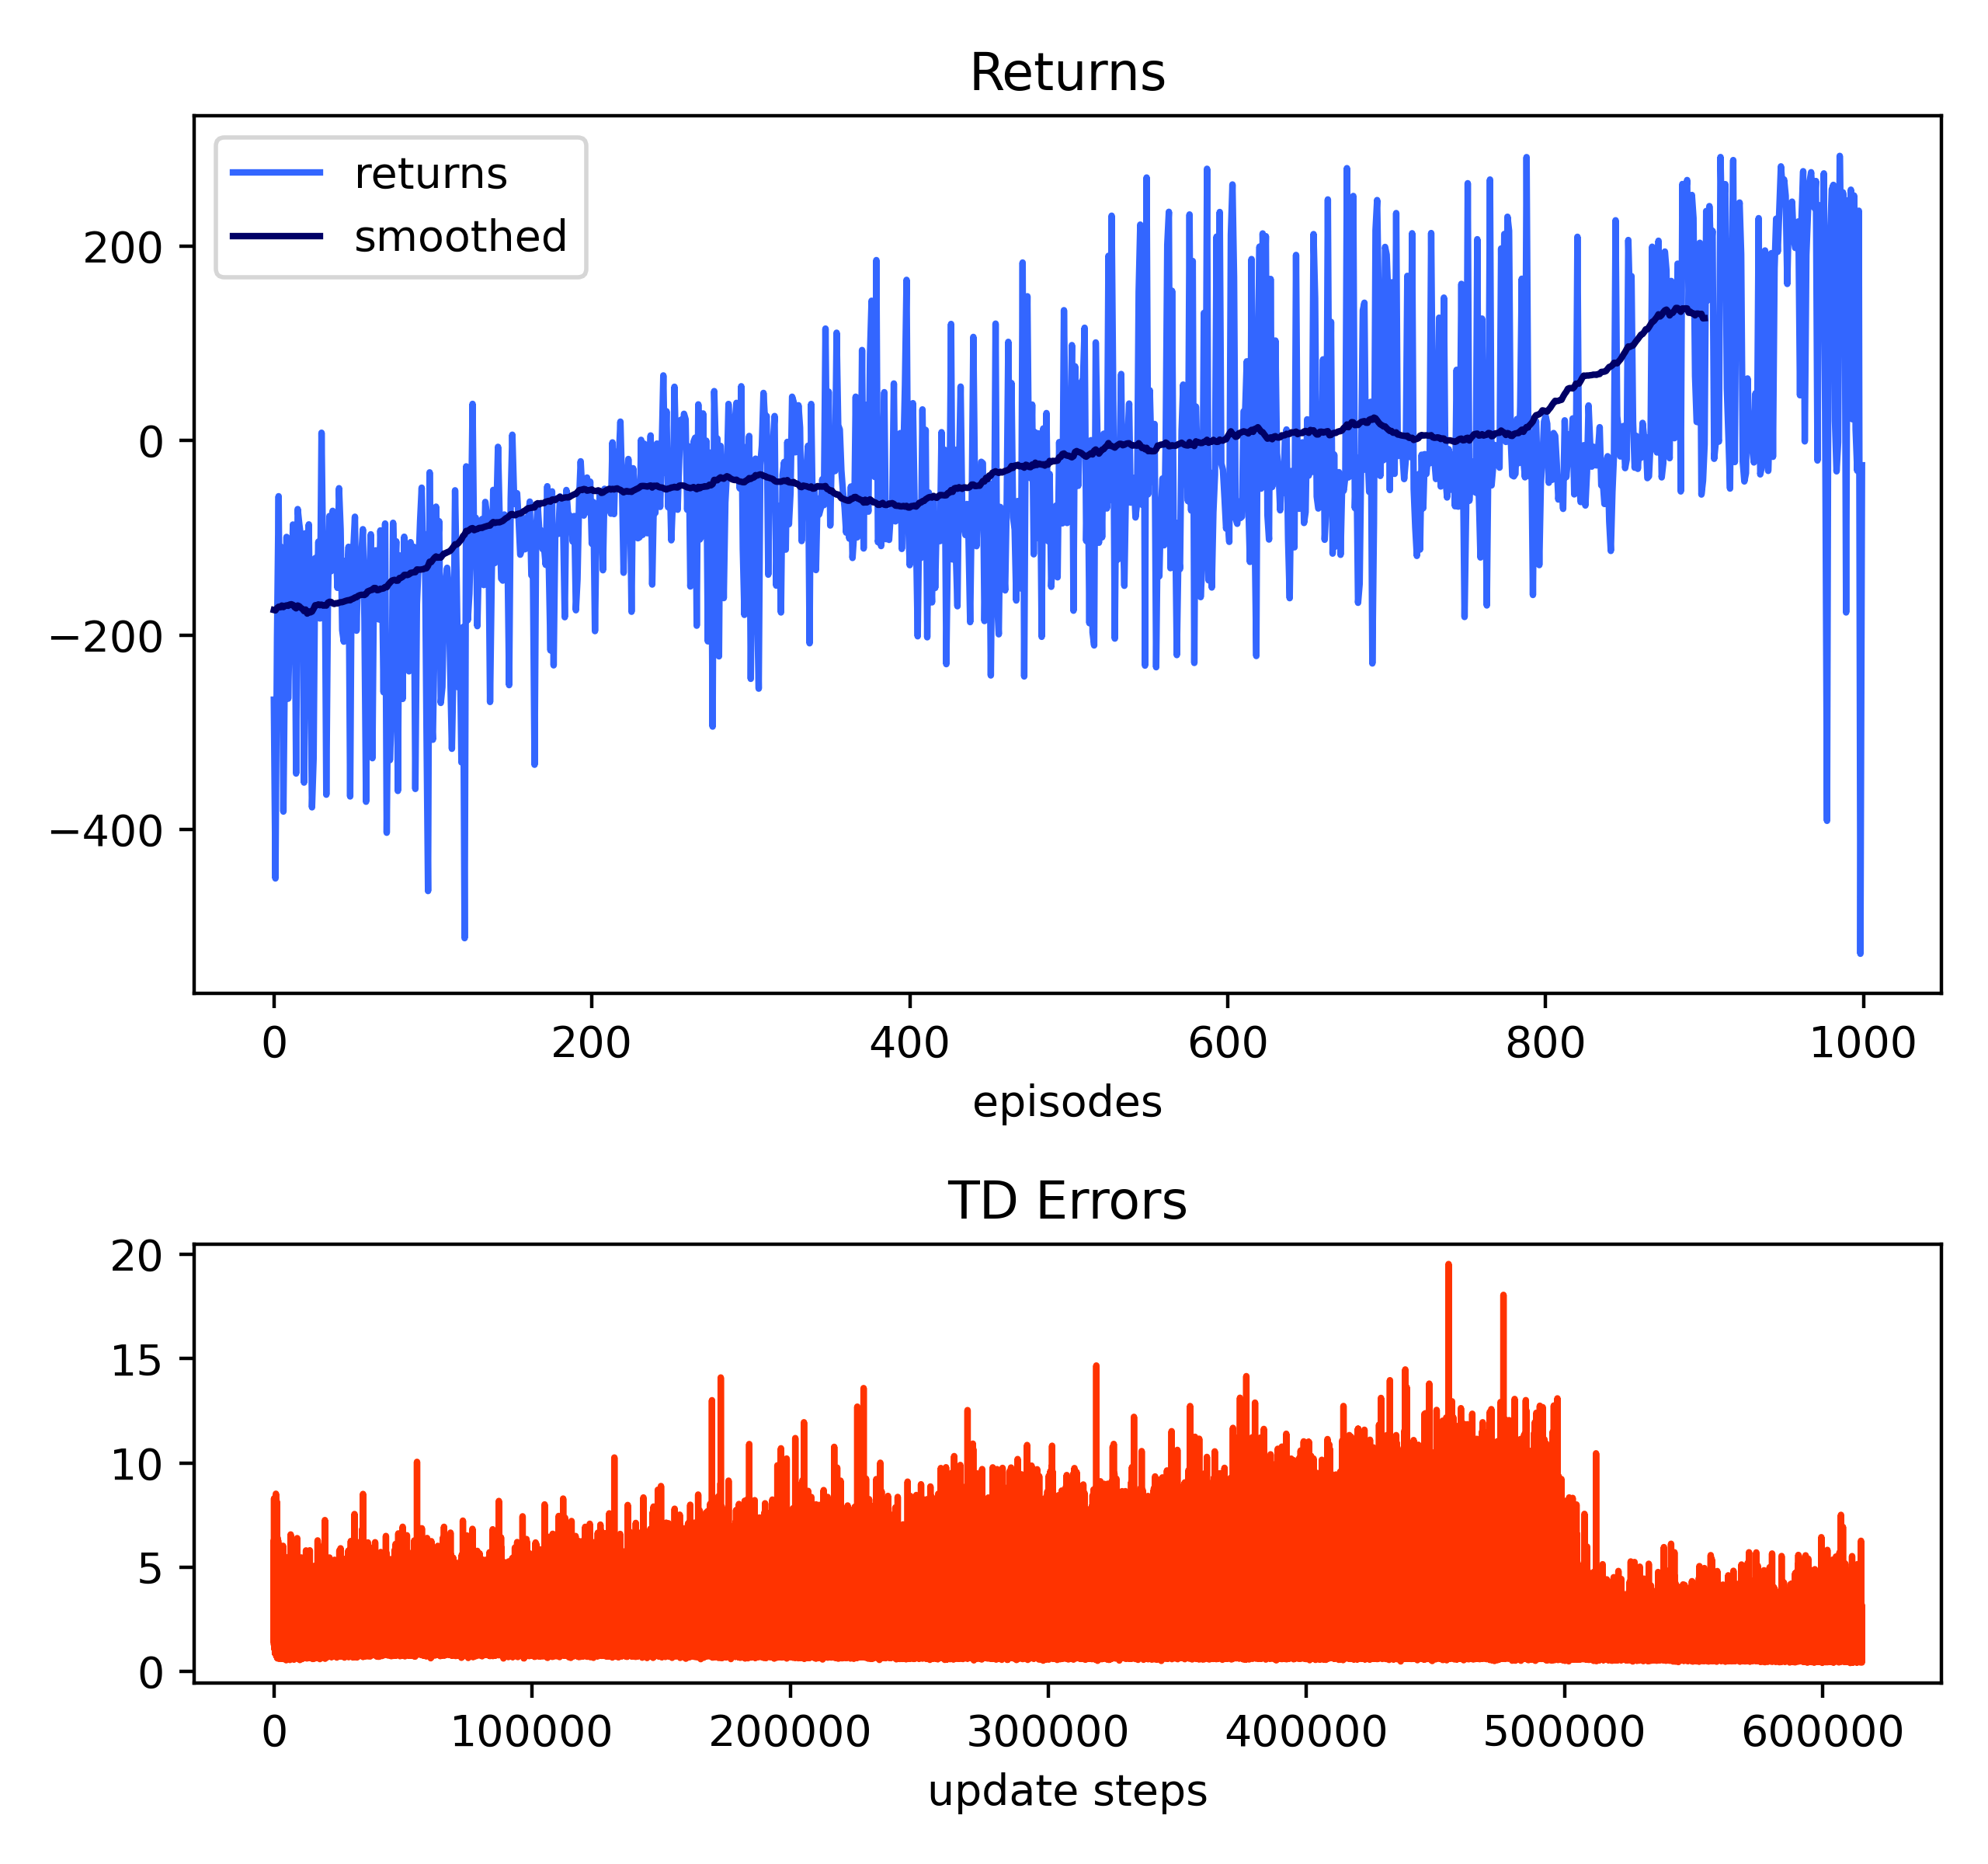 Returns
returns
smoothed
200
0
−200
−400
0 200 400 600 800 1000
episodes
TD Errors
20
15
10
5
0
0 100000 200000 300000 400000 500000 600000
update steps